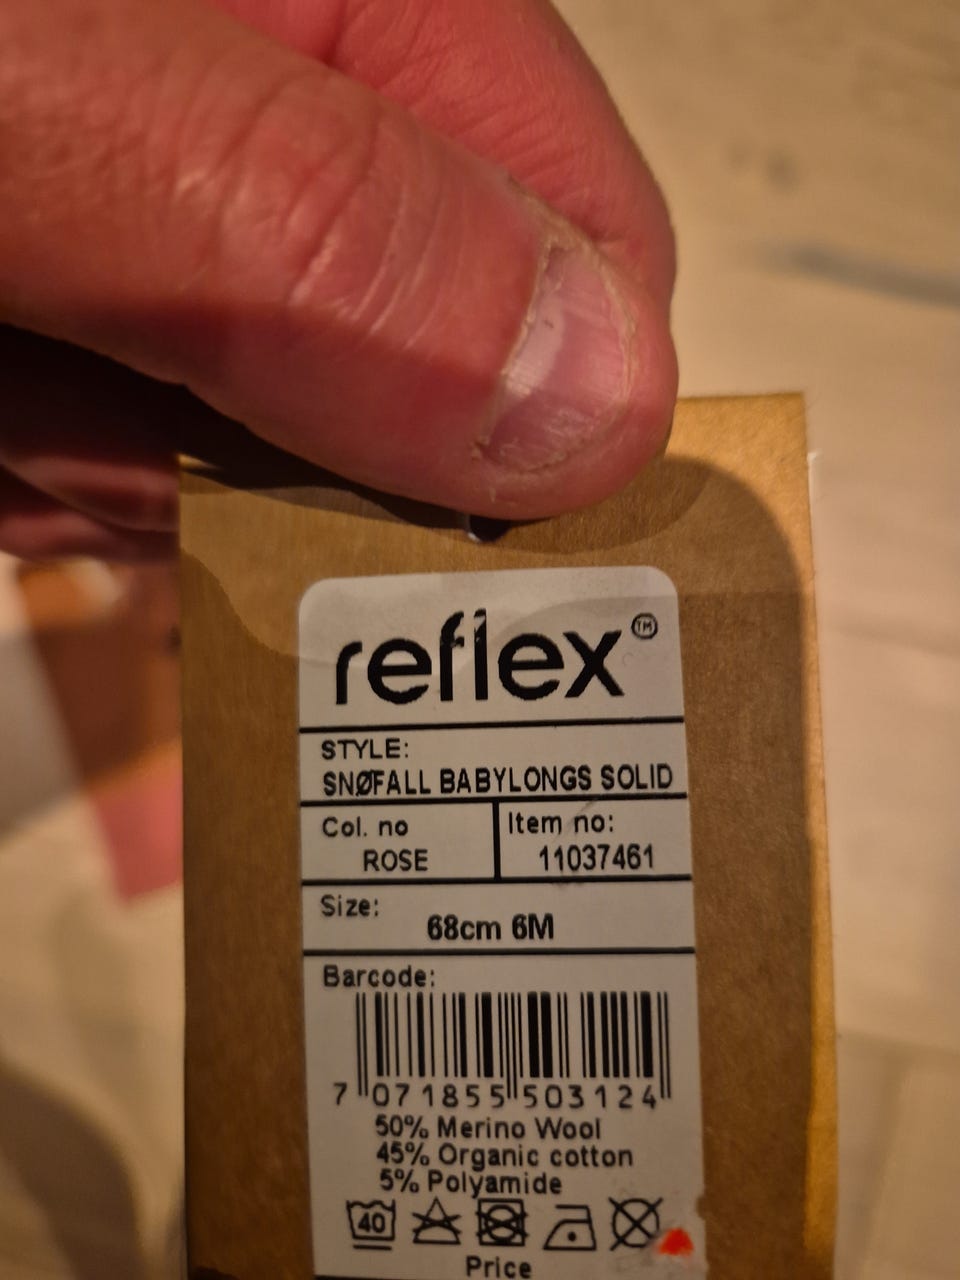 reflex™
STYLE:
SNØFALL BABYLONGS SOLID
Col. no
ROSE
Item no:
11037461
Size:
68cm 6M
Barcode:
7 071855 503124
50% Merino Wool
45% Organic cotton
5% Polyamide
40
Price